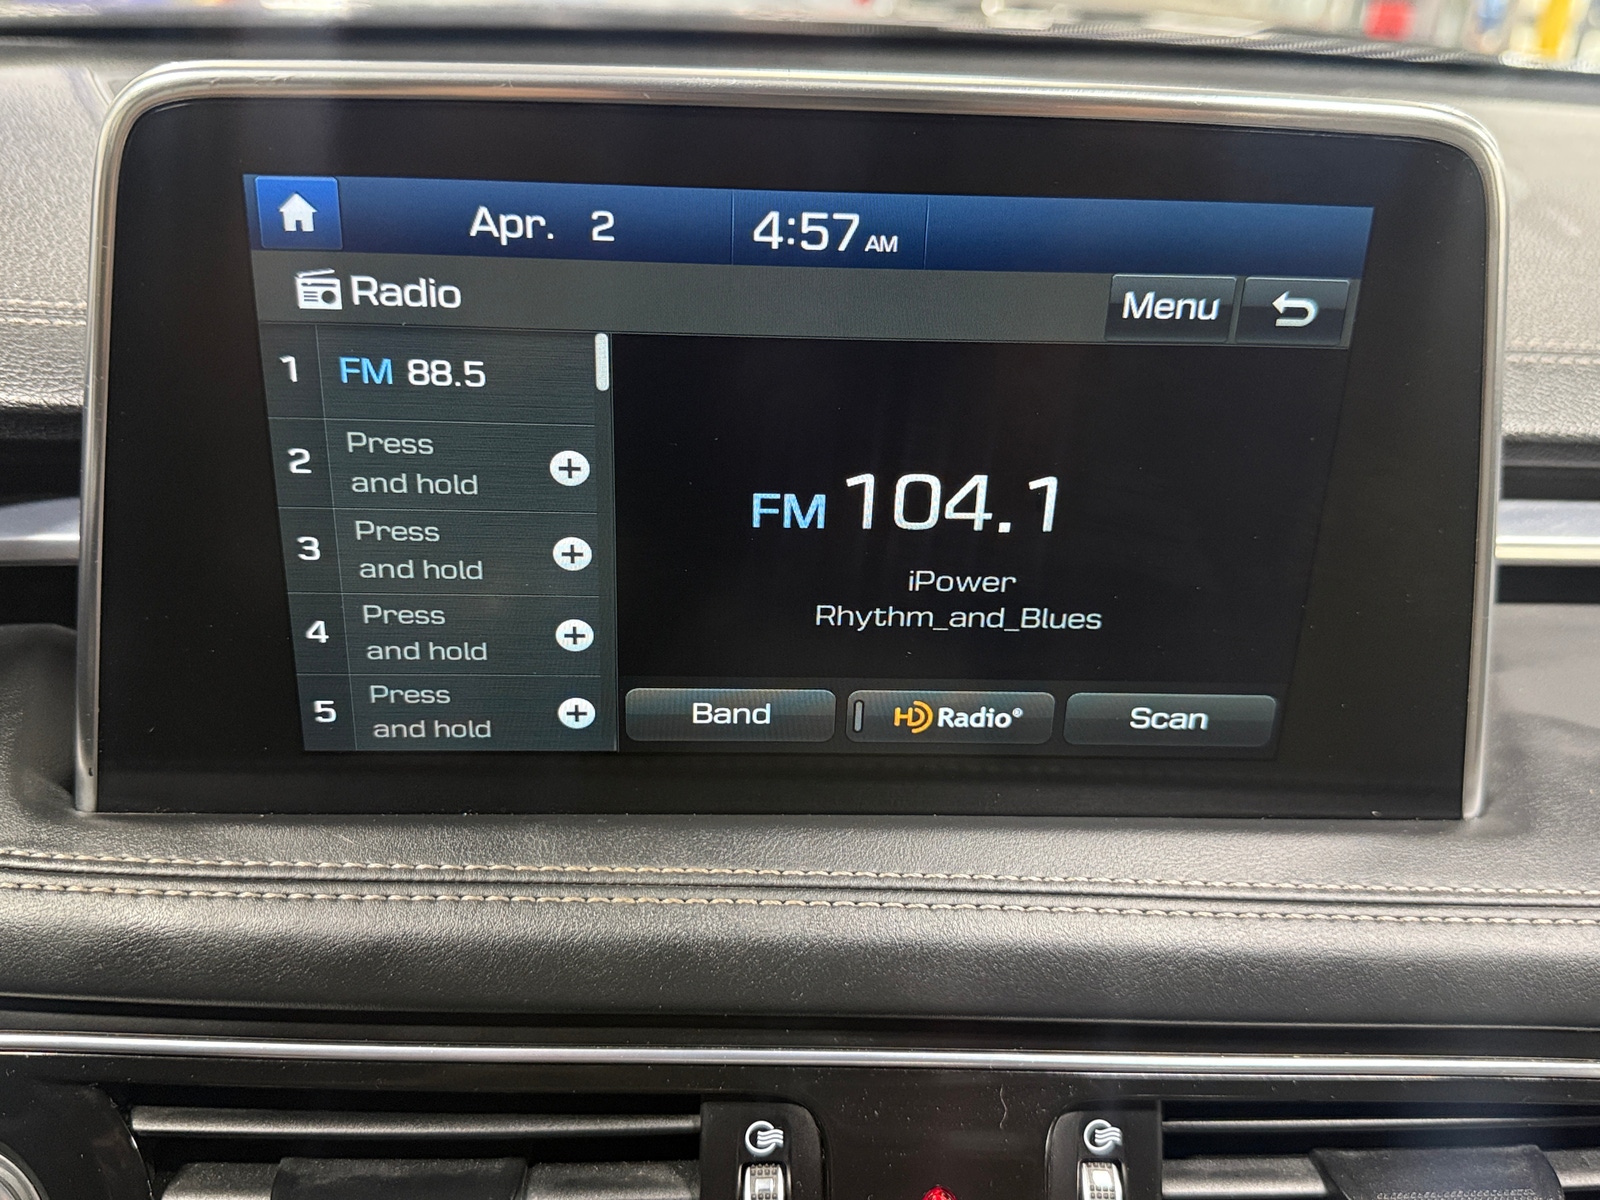 Apr. 2 4:57 AM
Radio Menu
1 FM 88.5
2 Press
and hold
3 Press
and hold
4 Press
and hold
5 Press
and hold
FM 104.1
iPower
Rhythm_and_Blues
Band HD Radio® Scan